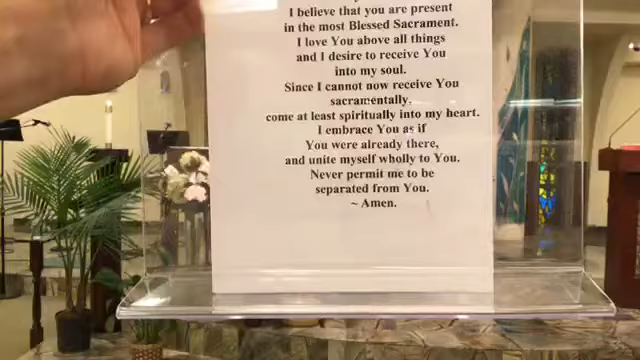 I believe that you are present
in the most Blessed Sacrament.
I love You above all things
and I desire to receive You
into my soul.
Since I cannot now receive You
sacramentally,
come at least spiritually into my heart.
I embrace You as if
You were already there,
and unite myself wholly to You.
Never permit me to be
separated from You.
~ Amen.